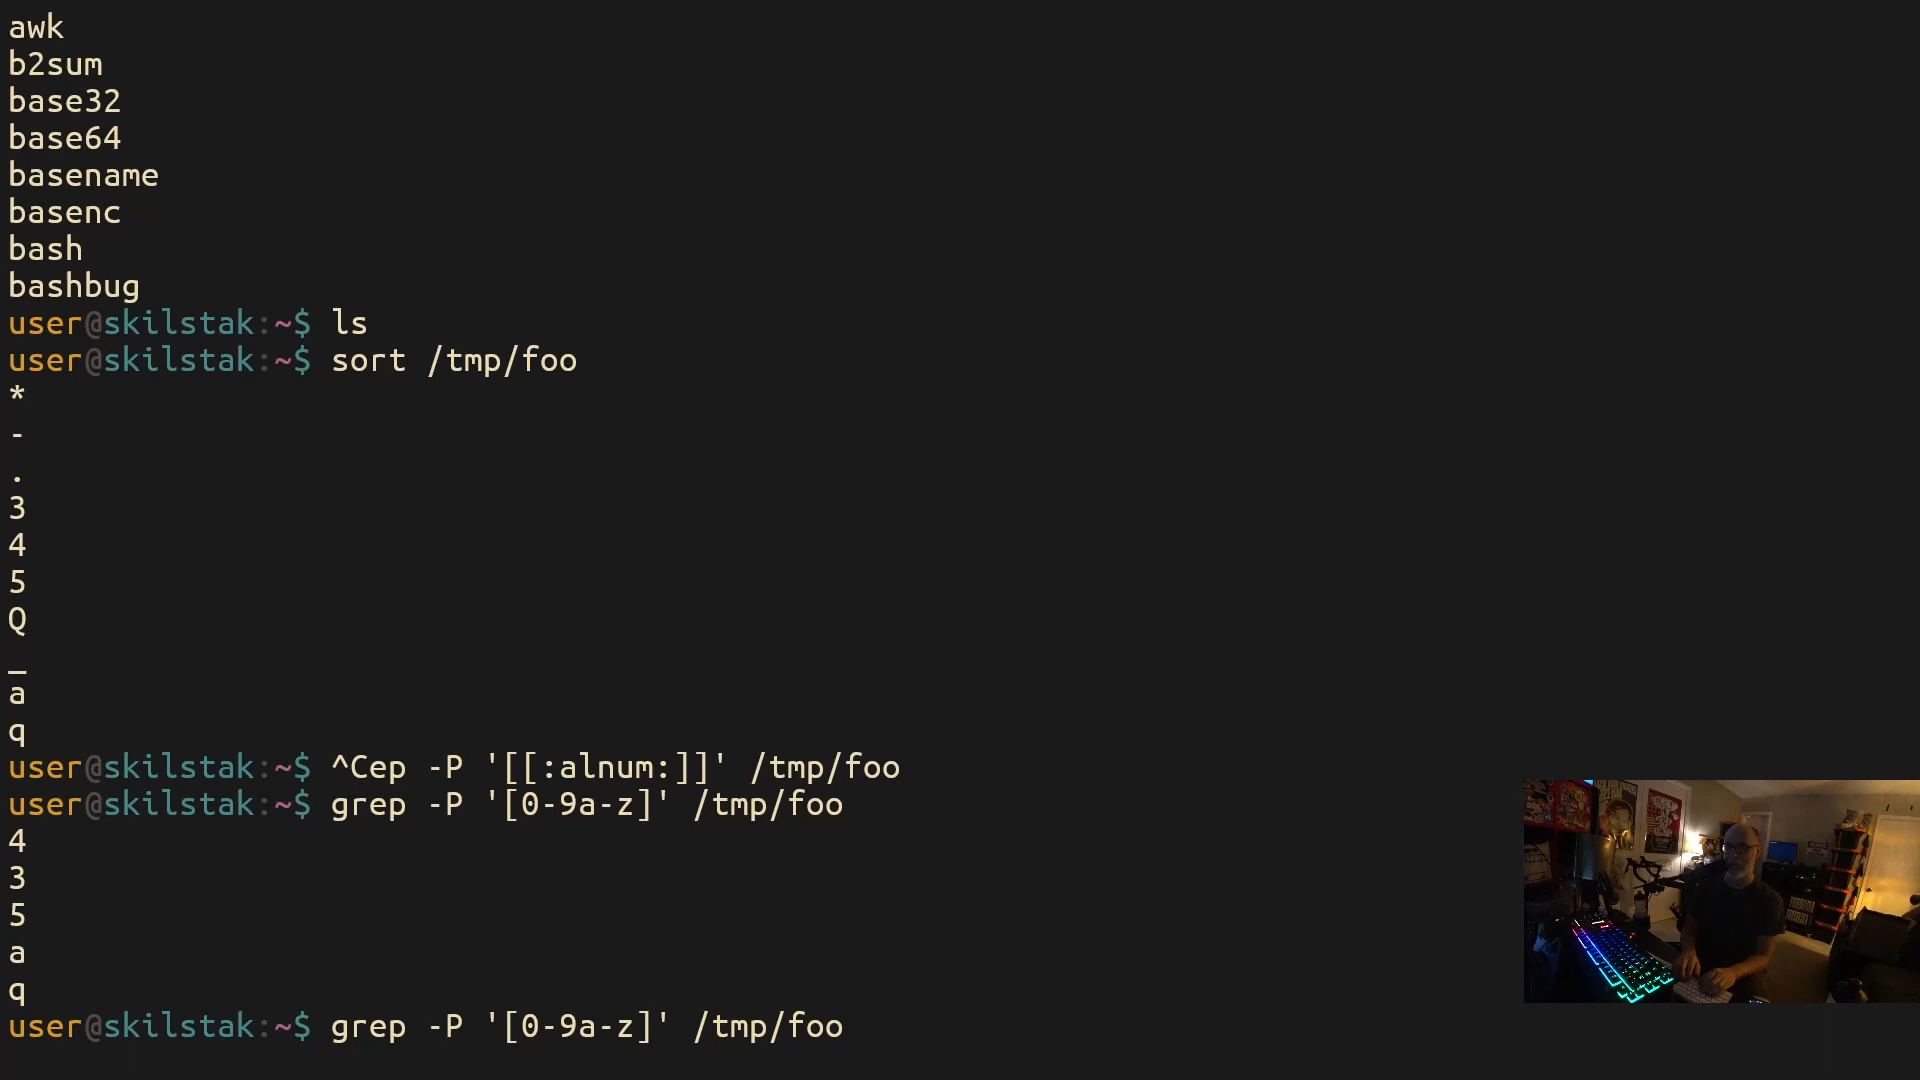 awk
b2sum
base32
base64
basename
basenc
bash
bashbug
user@skilstak:~$ ls
user@skilstak:~$ sort /tmp/foo
*
-
.
3
4
5
Q
_
a
q
user@skilstak:~$ ^Cep -P '[[:alnum:]]' /tmp/foo
user@skilstak:~$ grep -P '[0-9a-z]' /tmp/foo
4
3
5
a
q
user@skilstak:~$ grep -P '[0-9a-z]' /tmp/foo